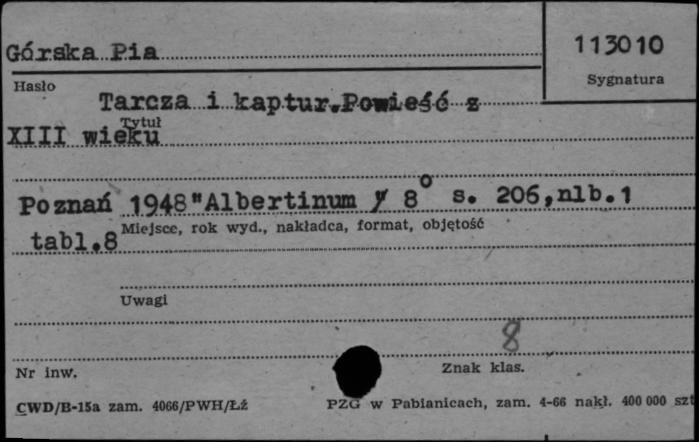 Górska Pia
113010
Hasło
Sygnatura
Tarcza i kaptur.Powieść z
Tytuł
XIII wieku
Poznań 1948"Albertinum 8° s. 206,nlb.1
Miejsce, rok wyd., nakładca, format, objętość
tabl.8
Uwagi
8
Nr inw.
Znak klas.
CWD/B-15a zam. 4066/PWH/Łź
PZG w Pabianicach, zam. 4-66 nakł. 400 000 szt